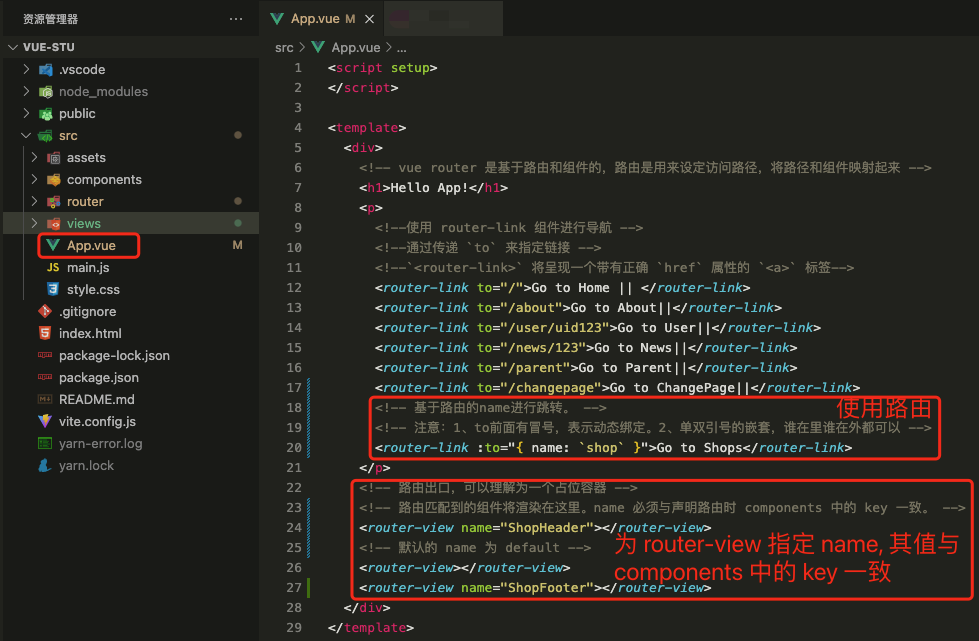 资源管理器
···
VUE-STU
.vscode
node_modules
public
src
assets
components
router
views
App.vue
M
JS main.js
style.css
.gitignore
index.html
package-lock.json
package.json
README.md
vite.config.js
yarn-error.log
yarn.lock
App.vue M
src > App.vue > ...
1 <script setup>
2 </script>
3
4 <template>
5 <div>
6 <!-- vue router 是基于路由和组件的，路由是用来设定访问路径，将路径和组件映射起来 -->
7 <h1>Hello App!</h1>
8 <p>
9 <!--使用 router-link 组件进行导航 -->
10 <!--通过传递 `to` 来指定链接 -->
11 <!--`<router-link>` 将呈现一个带有正确 `href` 属性的 `<a>` 标签-->
12 <router-link to="/">Go to Home || </router-link>
13 <router-link to="/about">Go to About||</router-link>
14 <router-link to="/user/uid123">Go to User||</router-link>
15 <router-link to="/news/123">Go to News||</router-link>
16 <router-link to="/parent">Go to Parent||</router-link>
17 <router-link to="/changepage">Go to ChangePage||</router-link>
18 <!-- 基于路由的name进行跳转。 -->
使用路由
19 <!-- 注意：1、to前面有冒号，表示动态绑定。2、单双引号的嵌套，谁在里谁在外都可以 -->
20 <router-link :to="{ name: `shop` }">Go to Shops</router-link>
21 </p>
22 <!-- 路由出口，可以理解为一个占位容器 -->
23 <!-- 路由匹配到的组件将渲染在这里。name 必须与声明路由时 components 中的 key 一致。 -->
24 <router-view name="ShopHeader"></router-view>
25 <!-- 默认的 name 为 default -->
26 <router-view></router-view>
27 <router-view name="ShopFooter"></router-view>
为 router-view 指定 name, 其值与
components 中的 key 一致
28 </div>
29 </template>